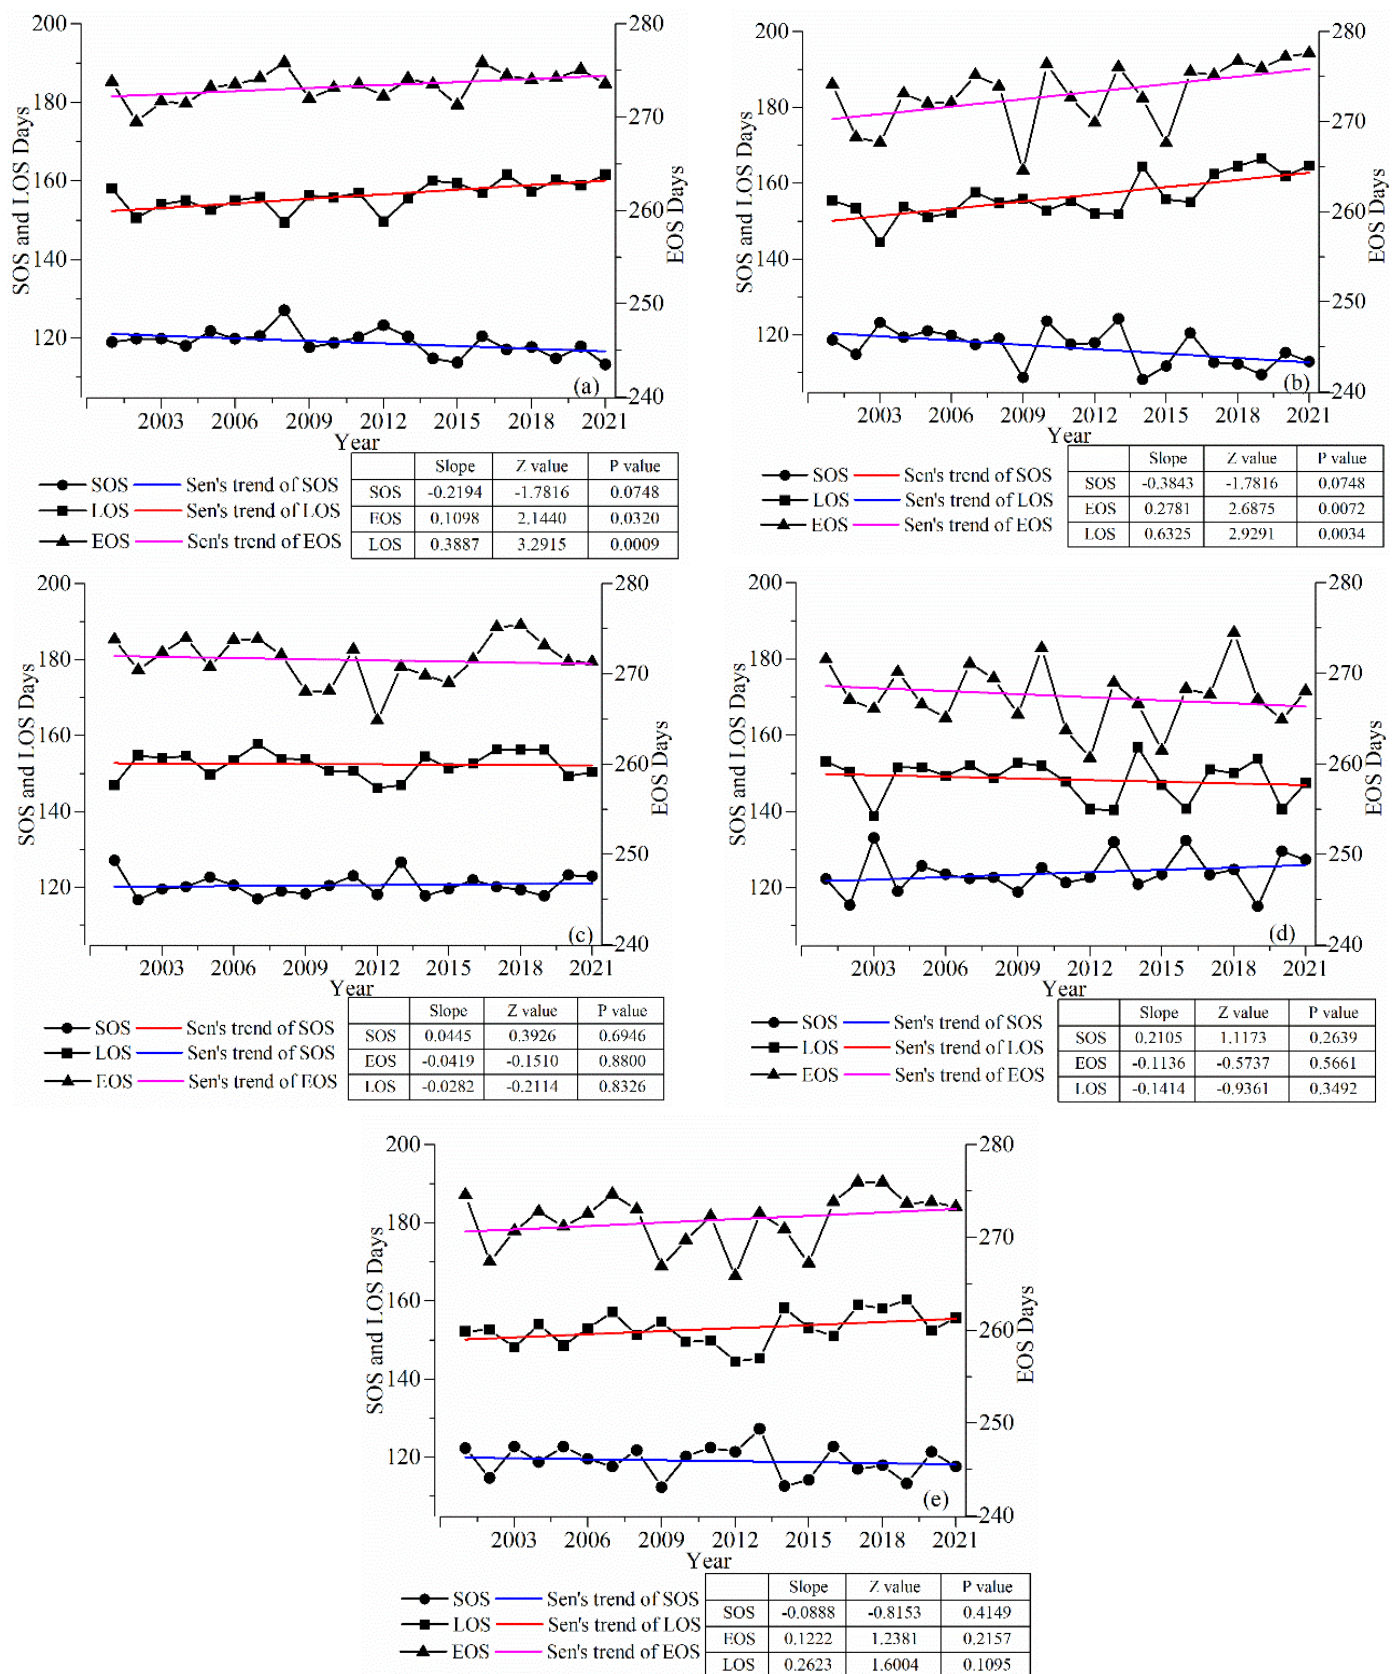 200
180
160
140
120
SOS and LOS Days
280
270
260
250
240
EOS Days
2003 2006 2009 2012 2015 2018 2021
Year
(a)
SOS Sen's trend of SOS
LOS Sen's trend of LOS
EOS Sen's trend of EOS
Slope Z value P value
SOS -0.2194 -1.7816 0.0748
EOS 0.1098 2.1440 0.0320
LOS 0.3887 3.2915 0.0009
200
180
160
140
120
SOS and LOS Days
280
270
260
250
240
EOS Days
2003 2006 2009 2012 2015 2018 2021
Year
(b)
SOS Sen's trend of SOS
LOS Sen's trend of LOS
EOS Sen's trend of EOS
Slope Z value P value
SOS -0.3843 -1.7816 0.0748
EOS 0.2781 2.6875 0.0072
LOS 0.6325 2.9291 0.0034
200
180
160
140
120
SOS and LOS Days
280
270
260
250
240
EOS Days
2003 2006 2009 2012 2015 2018 2021
Year
(c)
SOS Sen's trend of SOS
LOS Sen's trend of SOS
EOS Sen's trend of EOS
Slope Z value P value
SOS 0.0445 0.3926 0.6946
EOS -0.0419 -0.1510 0.8800
LOS -0.0282 -0.2114 0.8326
200
180
160
140
120
SOS and LOS Days
280
270
260
250
240
EOS Days
2003 2006 2009 2012 2015 2018 2021
Year
(d)
SOS Sen's trend of SOS
LOS Sen's trend of LOS
EOS Sen's trend of EOS
Slope Z value P value
SOS 0.2105 1.1173 0.2639
EOS -0.1136 -0.5737 0.5661
LOS -0.1414 -0.9361 0.3492
200
180
160
140
120
SOS and LOS Days
280
270
260
250
240
EOS Days
2003 2006 2009 2012 2015 2018 2021
Year
(e)
SOS Sen's trend of SOS
LOS Sen's trend of LOS
EOS Sen's trend of EOS
Slope Z value P value
SOS -0.0888 -0.8153 0.4149
EOS 0.1222 1.2381 0.2157
LOS 0.2623 1.6004 0.1095